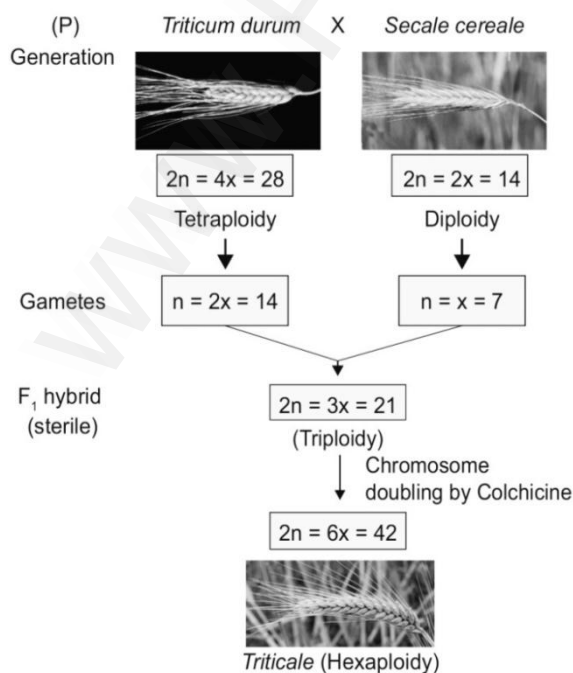 (P)
Generation
Triticum durum X Secale cereale
2n = 4x = 28
2n = 2x = 14
Tetraploidy
Diploidy
Gametes
n = 2x = 14
n = x = 7
F₁ hybrid
(sterile)
2n = 3x = 21
(Triploidy)
Chromosome
doubling by Colchicine
2n = 6x = 42
Triticale (Hexaploidy)